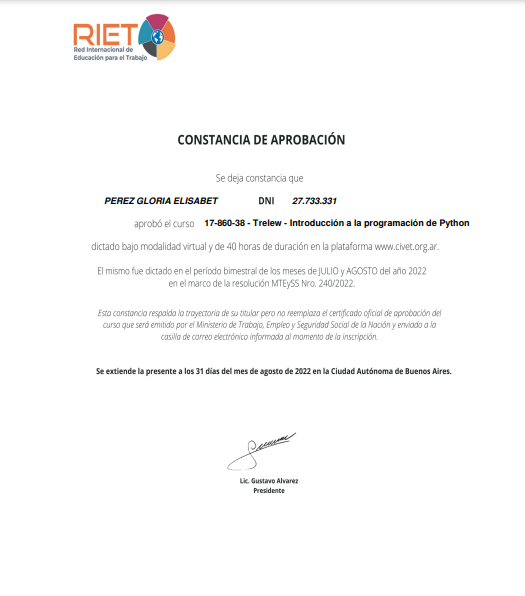 RIET
Red Internacional de
Educación para el Trabajo
CONSTANCIA DE APROBACIÓN
Se deja constancia que
PEREZ GLORIA ELISABET DNI 27.733.331
aprobó el curso 17-860-38 - Trelew - Introducción a la programación de Python
dictado bajo modalidad virtual y de 40 horas de duración en la plataforma www.civet.org.ar.
El mismo fue dictado en el período bimestral de los meses de JULIO y AGOSTO del año 2022
en el marco de la resolución MTEySS Nro. 240/2022.
Esta constancia respalda la trayectoria de su titular pero no reemplaza el certificado oficial de aprobación del
curso que será emitido por el Ministerio de Trabajo, Empleo y Seguridad Social de la Nación y enviado a la
casilla de correo electrónico informada al momento de la inscripción.
Se extiende la presente a los 31 días del mes de agosto de 2022 en la Ciudad Autónoma de Buenos Aires.
Lic. Gustavo Alvarez
Presidente